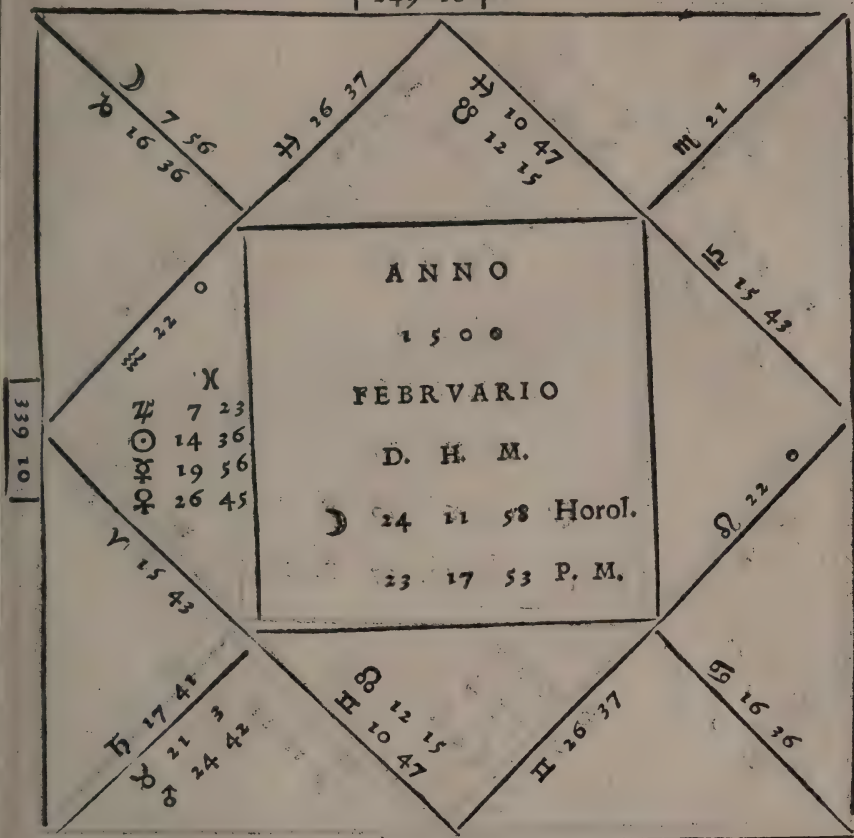 249 10
☽ 7 56
♑ 16 36
♐ 26 37
♐ 10 47
☋ 12 15
♏ 21 3
♎ 15 43
♒ 22 0
♌ 22 0
339 10
♓
♃ 7 23
☉ 14 36
☿ 19 56
♀ 26 45
ANNO
1500
FEBRVARIO
D. H. M.
☽ 24 11 58 Horol.
23 17 53 P. M.
♈ 15 43
♄ 17 41
♉ 21 3
♂ 24 42
☊ 12 15
♊ 10 47
♊ 26 37
♋ 16 36